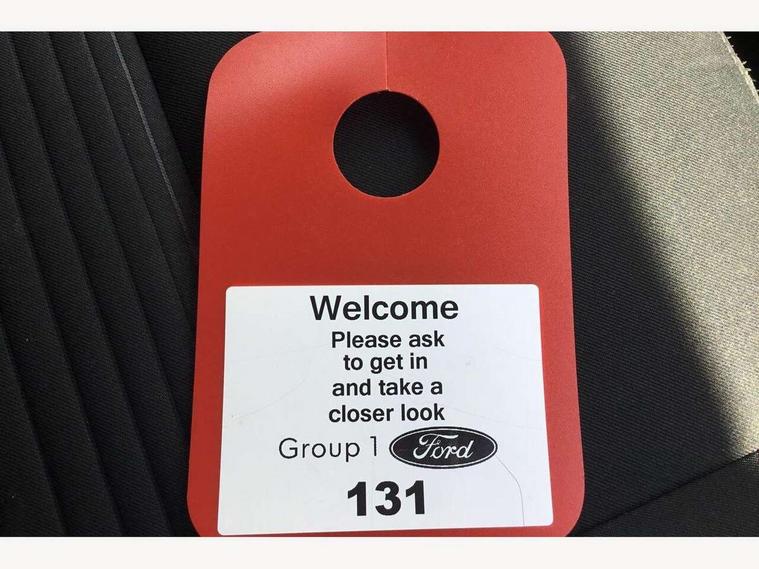 Welcome
Please ask
to get in
and take a
closer look
Group 1 Ford
131